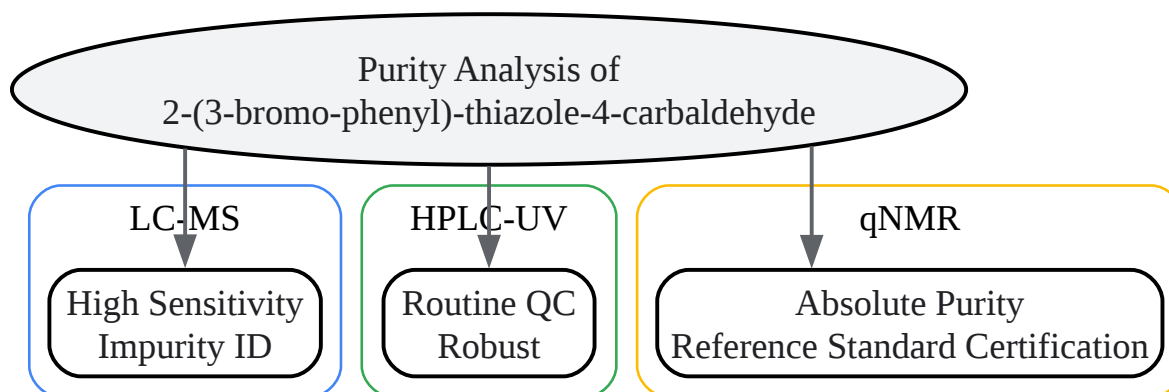 Purity Analysis of
2-(3-bromo-phenyl)-thiazole-4-carbaldehyde
LC-MS
High Sensitivity
Impurity ID
HPLC-UV
Routine QC
Robust
qNMR
Absolute Purity
Reference Standard Certification